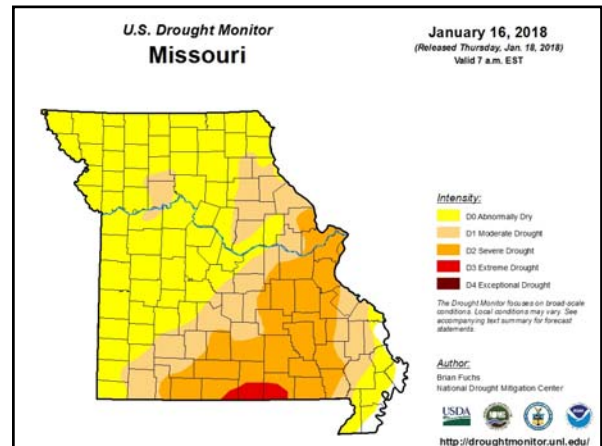 U.S. Drought Monitor
Missouri
January 16, 2018
(Released Thursday, Jan. 18, 2018)
Valid 7 a.m. EST
Intensity:
D0 Abnormally Dry
D1 Moderate Drought
D2 Severe Drought
D3 Extreme Drought
D4 Exceptional Drought
The Drought Monitor focuses on broad-scale
conditions. Local conditions may vary. See
accompanying text summary for forecast
statements.
Author:
Brian Fuchs
National Drought Mitigation Center
USDA
http://droughtmonitor.unl.edu/